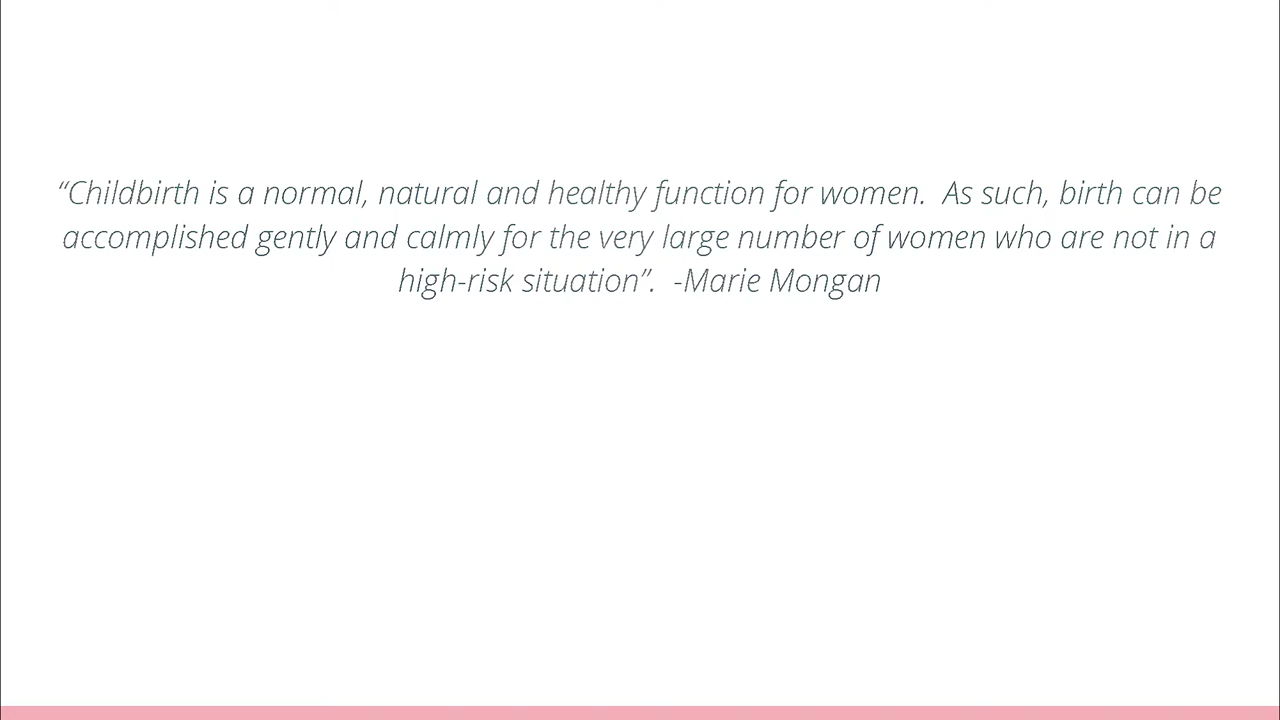 “Childbirth is a normal, natural and healthy function for women.  As such, birth can be
accomplished gently and calmly for the very large number of women who are not in a
high-risk situation”.  -Marie Mongan